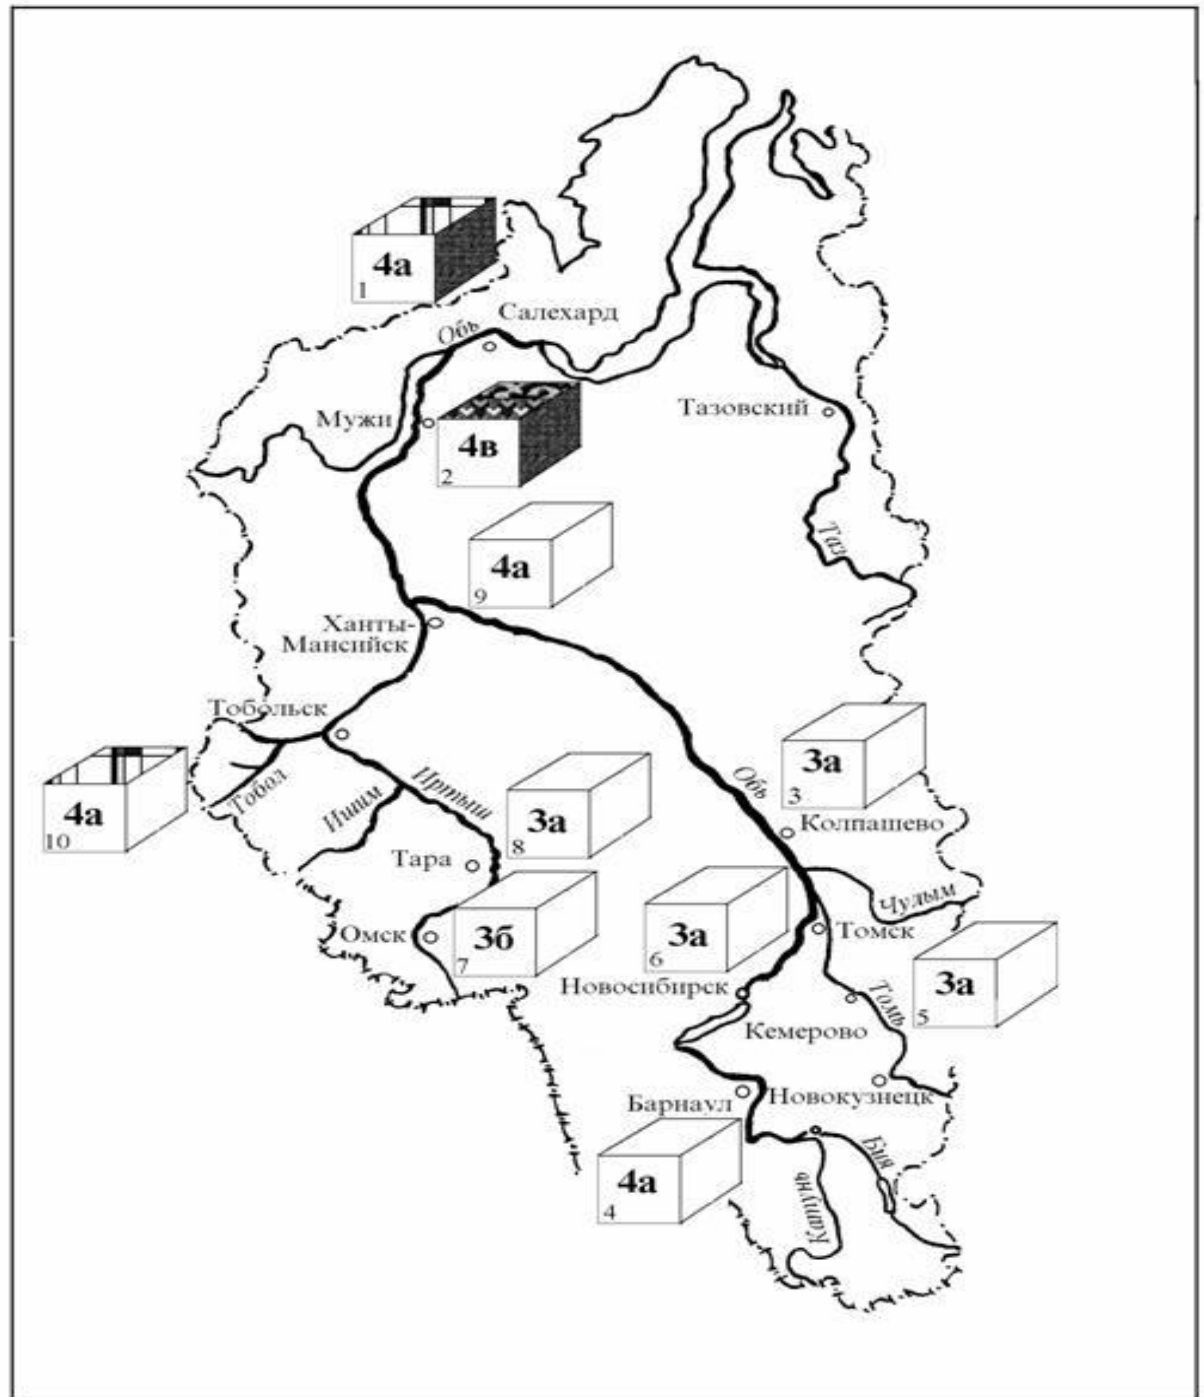 4а
1
Обь
Салехард
Мужи
4в
2
Тазовский
4а
9
Таз
Ханты-
Мансийск
Тобольск
4а
10
Тобол
Ишим
Иртыш
3а
8
Обь
3а
3
Колпашево
Тара
Чулым
Омск
3б
7
3а
6
Томск
3а
5
Новосибирск
Томь
Кемерово
Барнаул
Новокузнецк
4а
4
Катунь
Бия